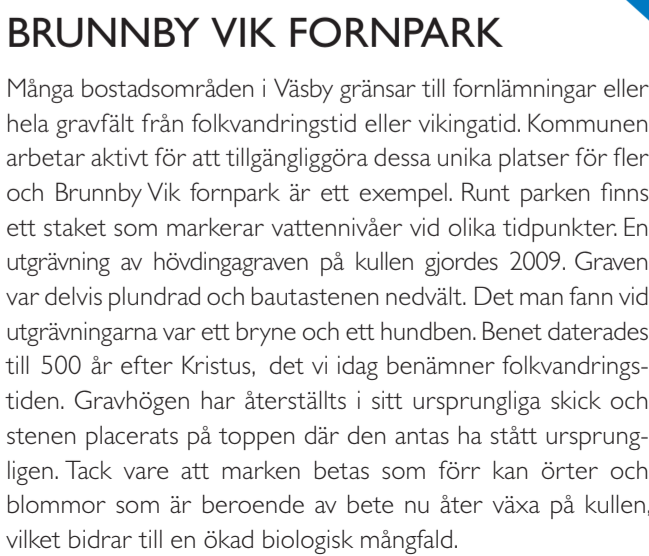 BRUNNBY VIK FORNPARK
Många bostadsområden i Väsby gränsar till fornlämningar eller
hela gravfält från folkvandringstid eller vikingatid. Kommunen
arbetar aktivt för att tillgängliggöra dessa unika platser för fler
och Brunnby Vik fornpark är ett exempel. Runt parken finns
ett staket som markerar vattennivåer vid olika tidpunkter. En
utgrävning av hövdingagraven på kullen gjordes 2009. Graven
var delvis plundrad och bautastenen nedvält. Det man fann vid
utgrävningarna var ett bryne och ett hundben. Benet daterades
till 500 år efter Kristus, det vi idag benämner folkvandrings-
tiden. Gravhögen har återställts i sitt ursprungliga skick och
stenen placerats på toppen där den antas ha stått ursprung-
ligen. Tack vare att marken betas som förr kan örter och
blommor som är beroende av bete nu åter växa på kullen,
vilket bidrar till en ökad biologisk mångfald.